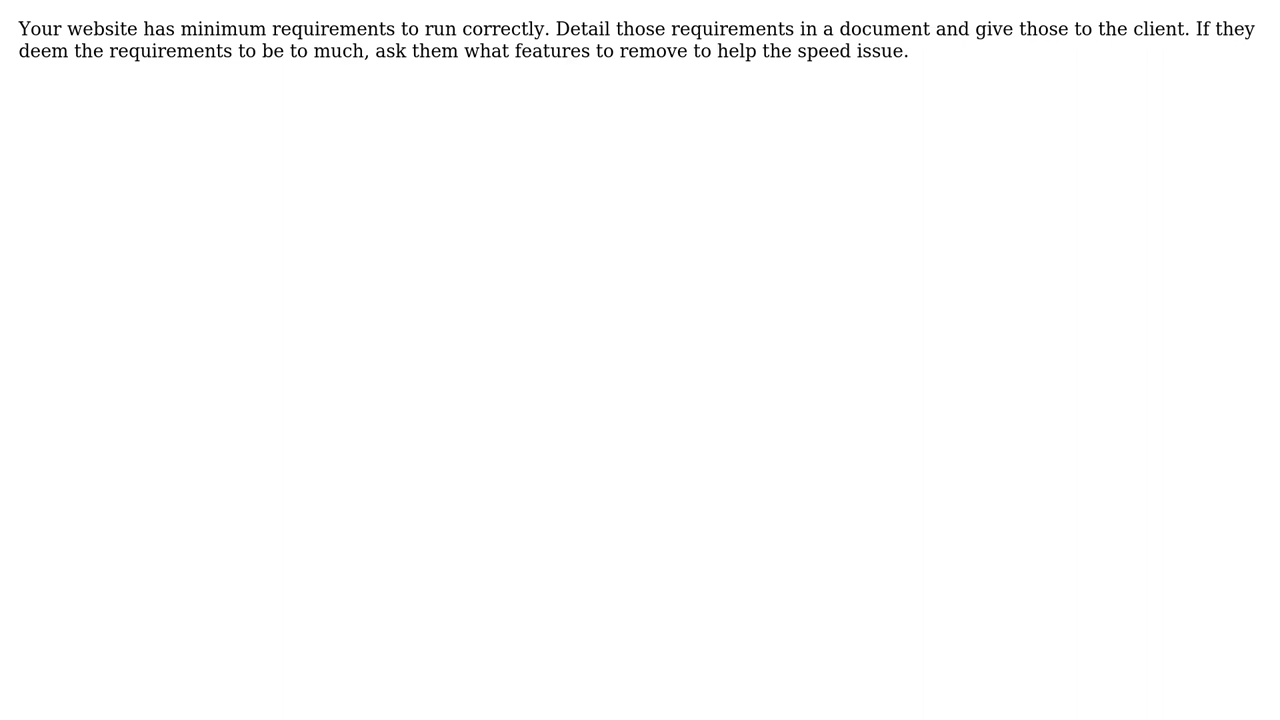 Your website has minimum requirements to run correctly. Detail those requirements in a document and give those to the client. If they
deem the requirements to be to much, ask them what features to remove to help the speed issue.